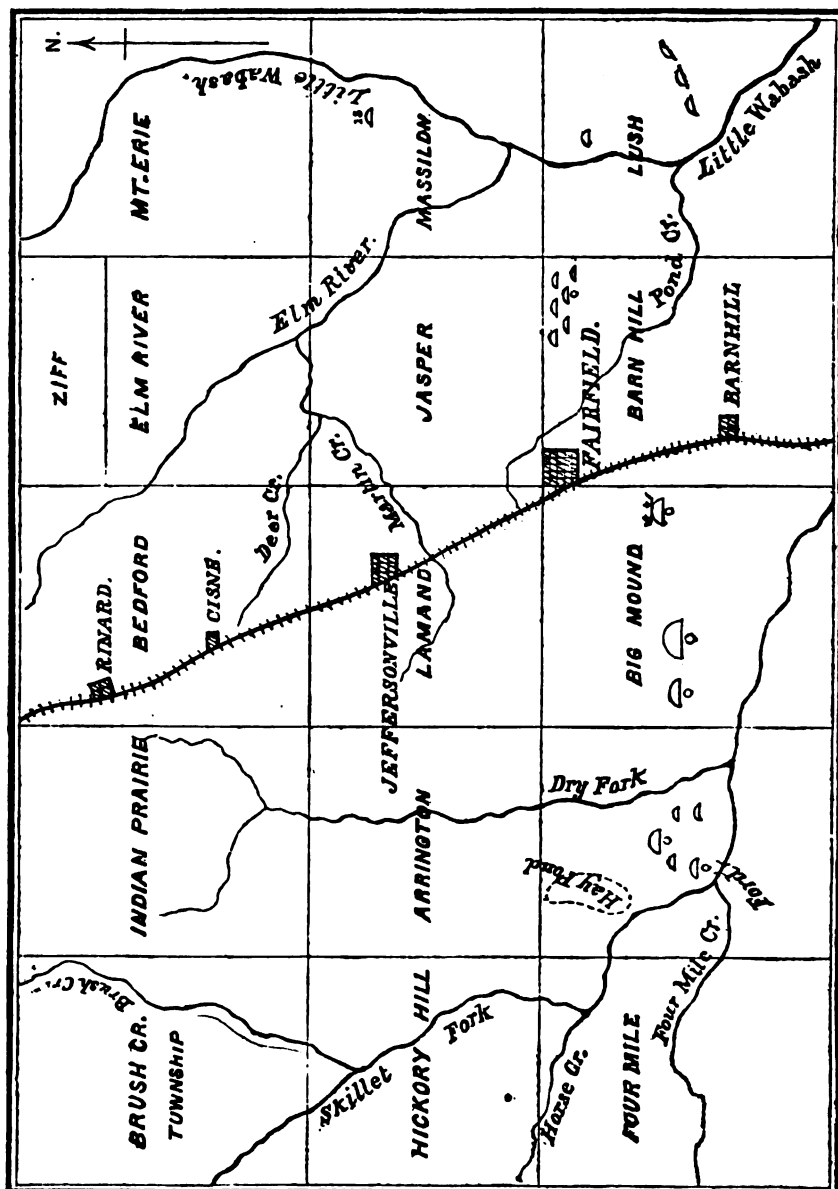 N.
BRUSH CR.
TOWNSHIP
Brush Cr.
INDIAN PRAIRIE
RINARD.
BEDFORD
CISNE.
ZIFF
ELM RIVER
MT. ERIE
Little Wabash.
Skillet
Fork
HICKORY HILL
ARRINGTON
JEFFERSONVILLE
LAMARD
Deer Cr.
Martin Cr.
Elm River.
JASPER
MASSILON.
Horse Cr.
FOUR MILE
Four Mile Cr.
Hay Pond
Ford
Dry Fork
BIG MOUND
FAIRFIELD.
BARN HILL
BARNHILL
Pond Cr.
LUSH
Little Wabash